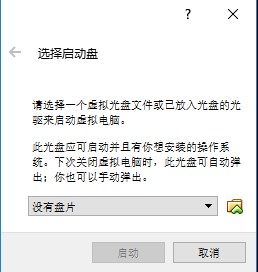 ?
选择启动盘
请选择一个虚拟光盘文件或已放入光盘的光
驱来启动虚拟电脑。
此光盘应可启动并且有你想安装的操作系
统。下次关闭虚拟电脑时，此光盘可自动弹
出；你也可以手动弹出。
没有盘片
启动
取消